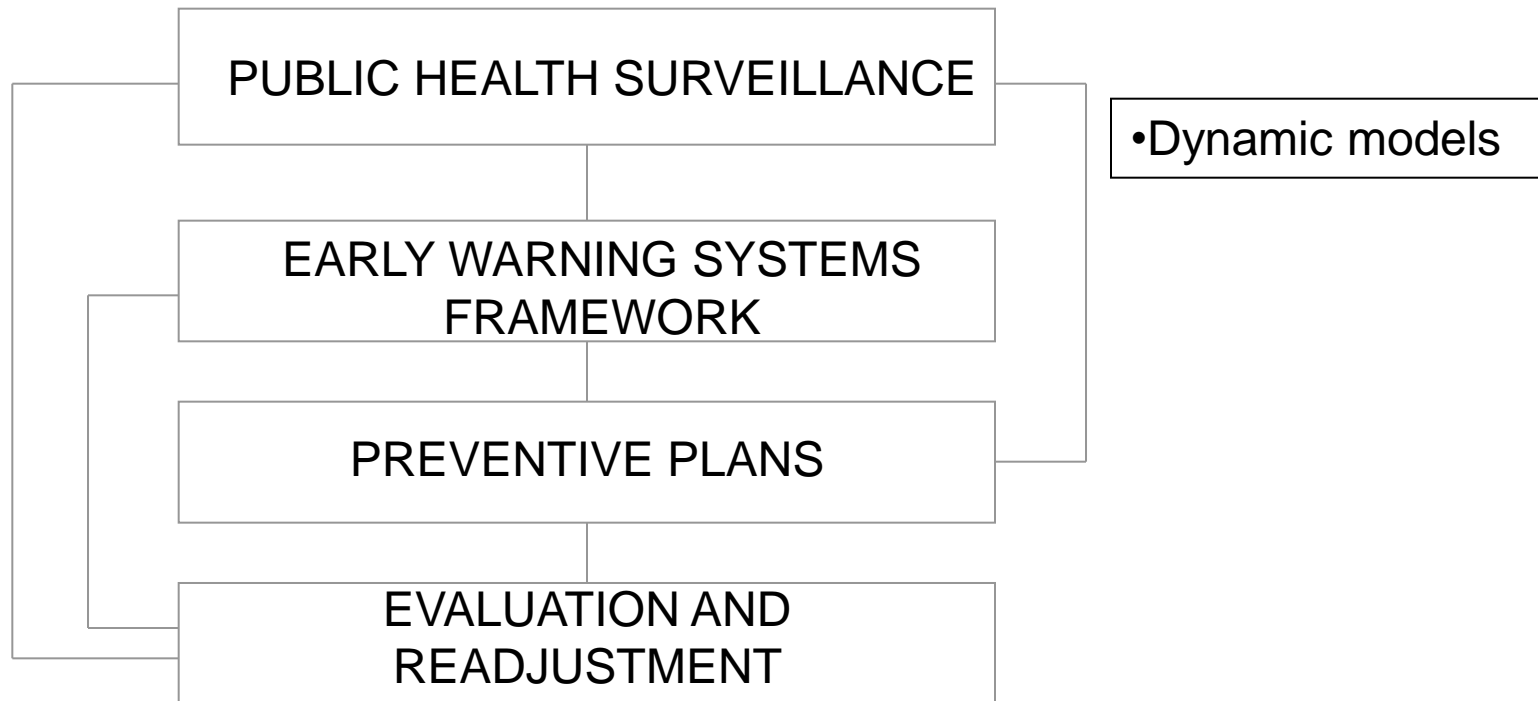 PUBLIC HEALTH SURVEILLANCE
•Dynamic models
EARLY WARNING SYSTEMS
FRAMEWORK
PREVENTIVE PLANS
EVALUATION AND
READJUSTMENT